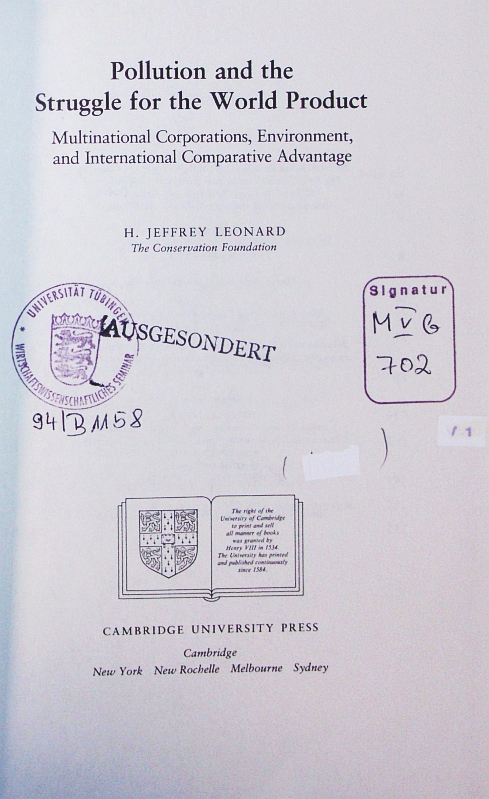 Pollution and the
Struggle for the World Product
Multinational Corporations, Environment,
and International Comparative Advantage
H. JEFFREY LEONARD
The Conservation Foundation
UNIVERSITÄT TÜBINGEN
WIRTSCHAFTSWISSENSCHAFTLICHES SEMINAR
AUSGESONDERT
94/B1158
Signatur
M V G
702
The right of the
University of Cambridge
to print and sell
all manner of books
was granted by
Henry VIII in 1534.
The University has printed
and published continuously
since 1584.
CAMBRIDGE UNIVERSITY PRESS
Cambridge
New York New Rochelle Melbourne Sydney